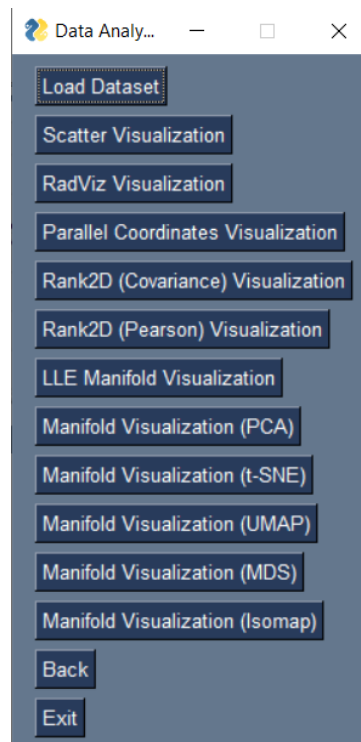 Data Analy...
Load Dataset
Scatter Visualization
RadViz Visualization
Parallel Coordinates Visualization
Rank2D (Covariance) Visualization
Rank2D (Pearson) Visualization
LLE Manifold Visualization
Manifold Visualization (PCA)
Manifold Visualization (t-SNE)
Manifold Visualization (UMAP)
Manifold Visualization (MDS)
Manifold Visualization (Isomap)
Back
Exit